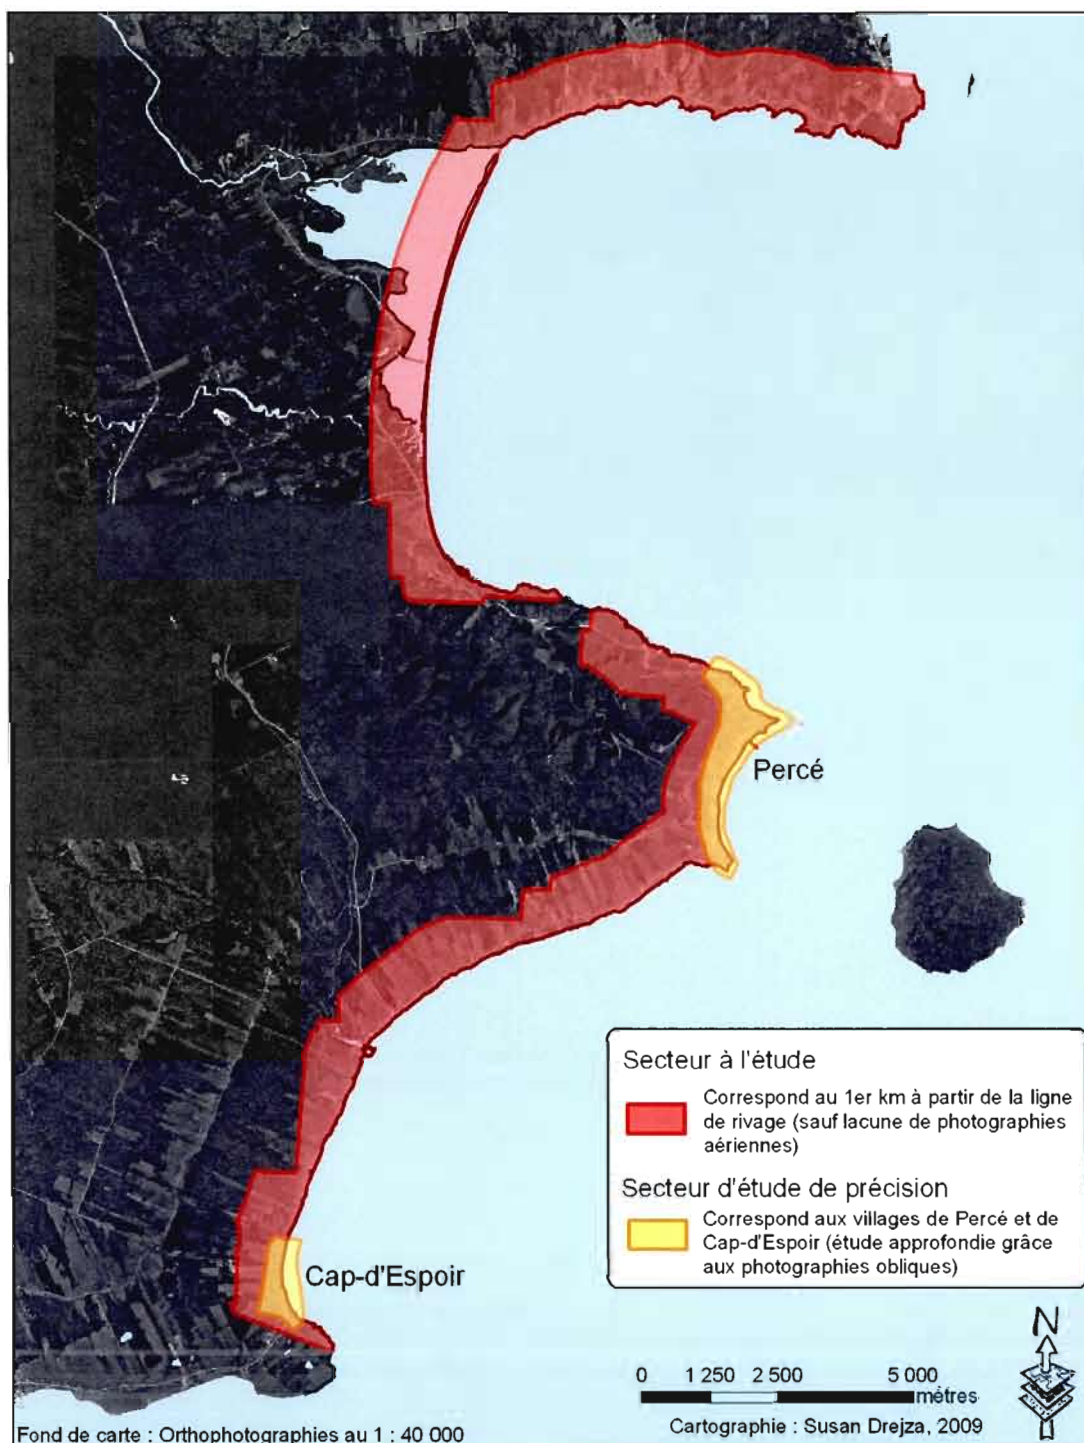 Percé
Secteur à l'étude
Correspond au 1er km à partir de la ligne
de rivage (sauf lacune de photographies
aériennes)
Secteur d'étude de précision
Correspond aux villages de Percé et de
Cap-d'Espoir (étude approfondie grâce
aux photographies obliques)
Cap-d'Espoir
N
0 1 250 2 500 5 000
mètres
Cartographie : Susan Drejza, 2009
Fond de carte : Orthophotographies au 1 : 40 000